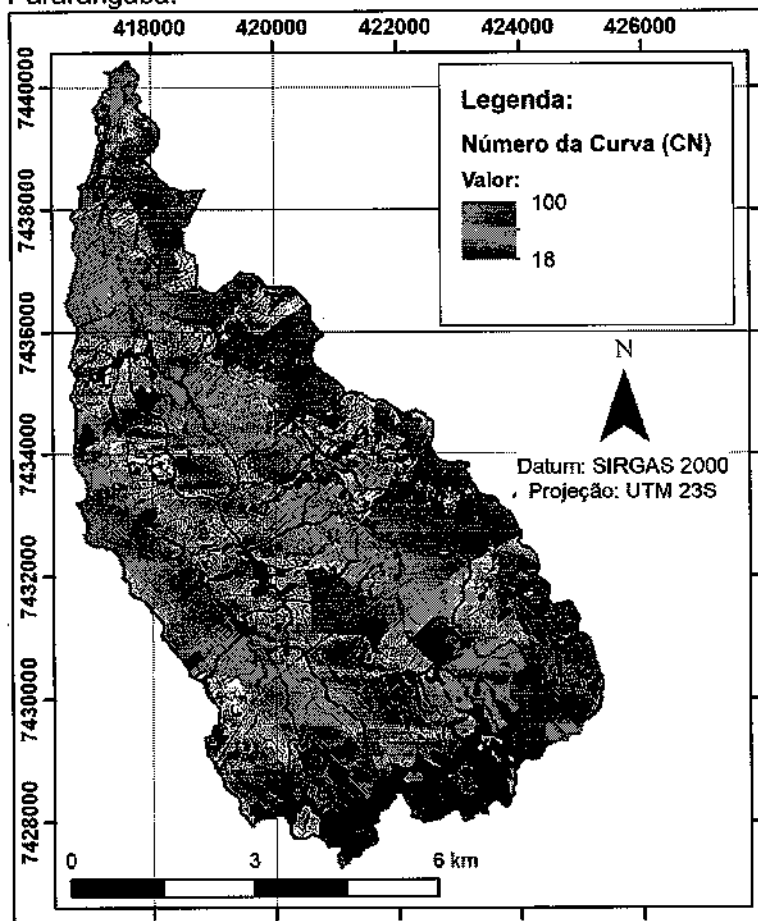 Pararangaba.
418000 420000 422000 424000 426000
7440000
7438000
7436000
7434000
7432000
7430000
7428000
Legenda:
Número da Curva (CN)
Valor:
100
18
N
Datum: SIRGAS 2000
Projeção: UTM 23S
0 3 6 km